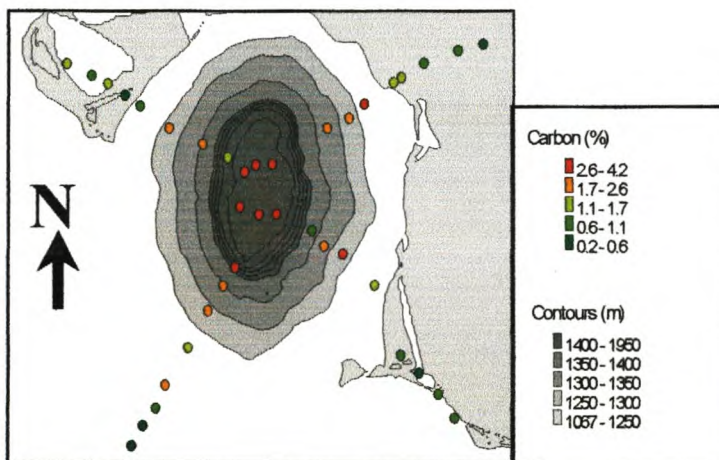 N
Carbon (%)
2.6 - 4.2
1.7 - 2.6
1.1 - 1.7
0.6 - 1.1
0.2 - 0.6
Contours (m)
1400 - 1950
1350 - 1400
1300 - 1350
1250 - 1300
1067 - 1250